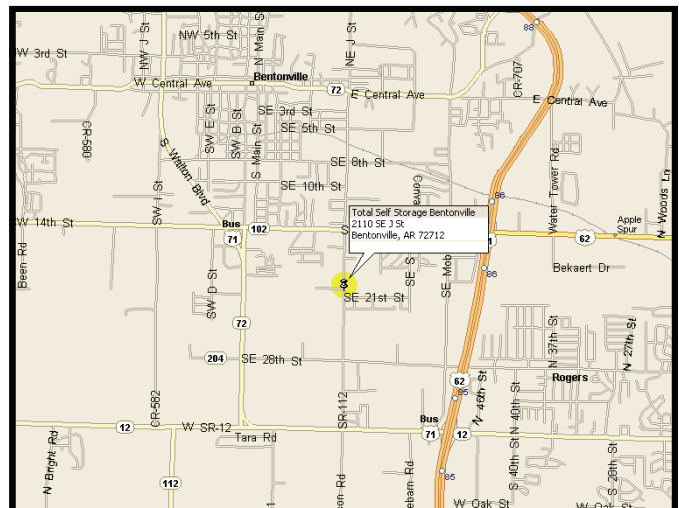 88
NW 5th St
W 3rd St
NW J St
N Main St
NE J St
CR-707
Bentonville
W Central Ave
72
E Central Ave
E Central Ave
SE 3rd St
SE 5th St
CR-580
SW E St
SW B St
S Main St
S Walton Blvd
SE 8th St
Water Tower Rd
N Woods Ln
SE 10th St
SW I St
86
W 14th St
Bus
71
102
Total Self Storage Bentonville
2110 SE J St
Bentonville, AR 72712
62
Apple
Spur
Been Rd
SW D St
SE S
SE Mob
86
Bekaert Dr
SE 21st St
72
N 37th St
N 27th St
204
SE 28th St
62
Rogers
85
N 46th St
N 40th St
CR-582
SR-112
Bus
71
12
12
W SR-12
Tara Rd
N Bright Rd
S 40th St
S 28th St
85
112
W Oak St